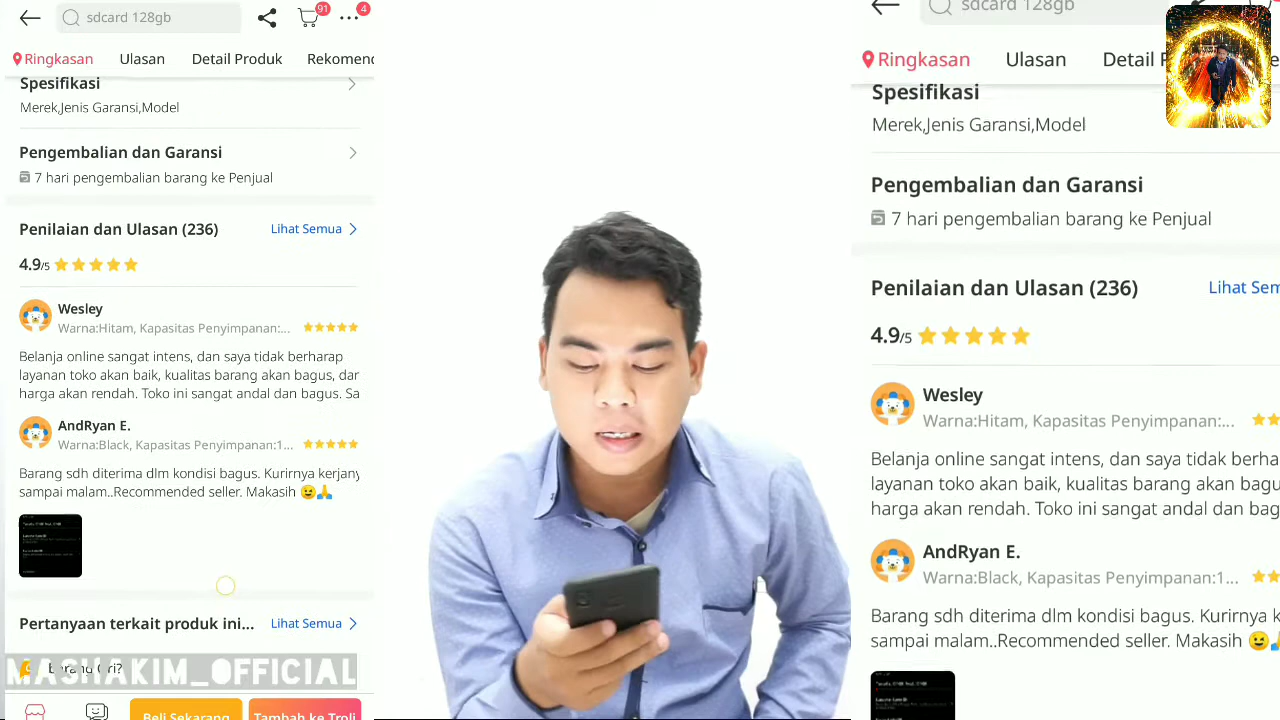 sdcard 128gb
91
4
Ringkasan Ulasan Detail Produk Rekomend
Spesifikasi
Merek,Jenis Garansi,Model
Pengembalian dan Garansi
7 hari pengembalian barang ke Penjual
Penilaian dan Ulasan (236) Lihat Semua
4.9/5
Wesley
Warna:Hitam, Kapasitas Penyimpanan:...
Belanja online sangat intens, dan saya tidak berharap
layanan toko akan baik, kualitas barang akan bagus, dar
harga akan rendah. Toko ini sangat andal dan bagus. Sa
AndRyan E.
Warna:Black, Kapasitas Penyimpanan:1...
Barang sdh diterima dlm kondisi bagus. Kurirnya kerjany
sampai malam..Recommended seller. Makasih 😉🙏
Pertanyaan terkait produk ini... Lihat Semua
MAS HAKIM OFFICIAL
Tambah ke Troli
sdcard 128gb
Ringkasan Ulasan Detail
Spesifikasi
Merek,Jenis Garansi,Model
Pengembalian dan Garansi
7 hari pengembalian barang ke Penjual
Penilaian dan Ulasan (236) Lihat Sem
4.9/5
Wesley
Warna:Hitam, Kapasitas Penyimpanan:...
Belanja online sangat intens, dan saya tidak berha
layanan toko akan baik, kualitas barang akan bagu
harga akan rendah. Toko ini sangat andal dan bag
AndRyan E.
Warna:Black, Kapasitas Penyimpanan:1...
Barang sdh diterima dlm kondisi bagus. Kurirnya k
sampai malam..Recommended seller. Makasih 😉